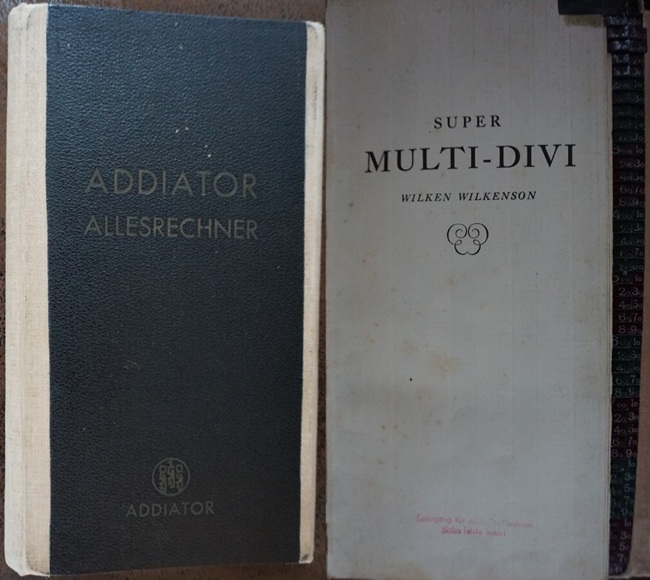 ADDIATOR
ALLESRECHNER
ADDIATOR
SUPER
MULTI-DIVI
WILKEN WILKENSON